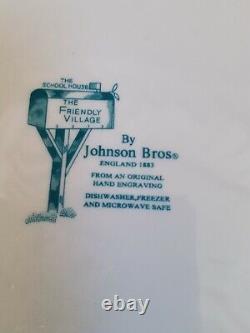 THE
SCHOOL HOUSE
THE
FRIENDLY
VILLAGE
By
Johnson Bros®
ENGLAND 1883
FROM AN ORIGINAL
HAND ENGRAVING
DISHWASHER, FREEZER
AND MICROWAVE SAFE
ebay